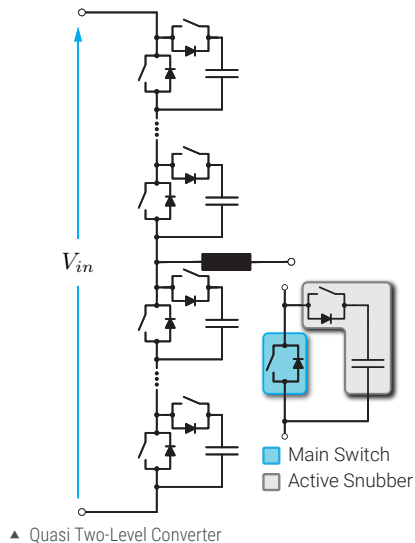 V_in
Main Switch
Active Snubber
▲ Quasi Two-Level Converter